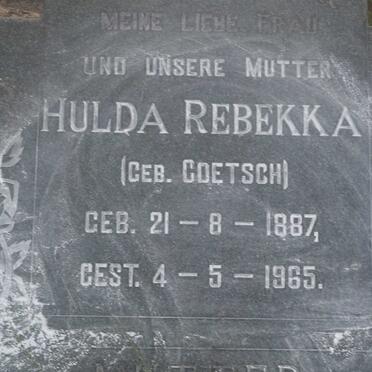 MEINE LIEBE FRAU
UND UNSERE MUTTER
HULDA REBEKKA
(GEB. GOETSCH)
GEB. 21 – 8 – 1887,
GEST. 4 – 5 – 1965.